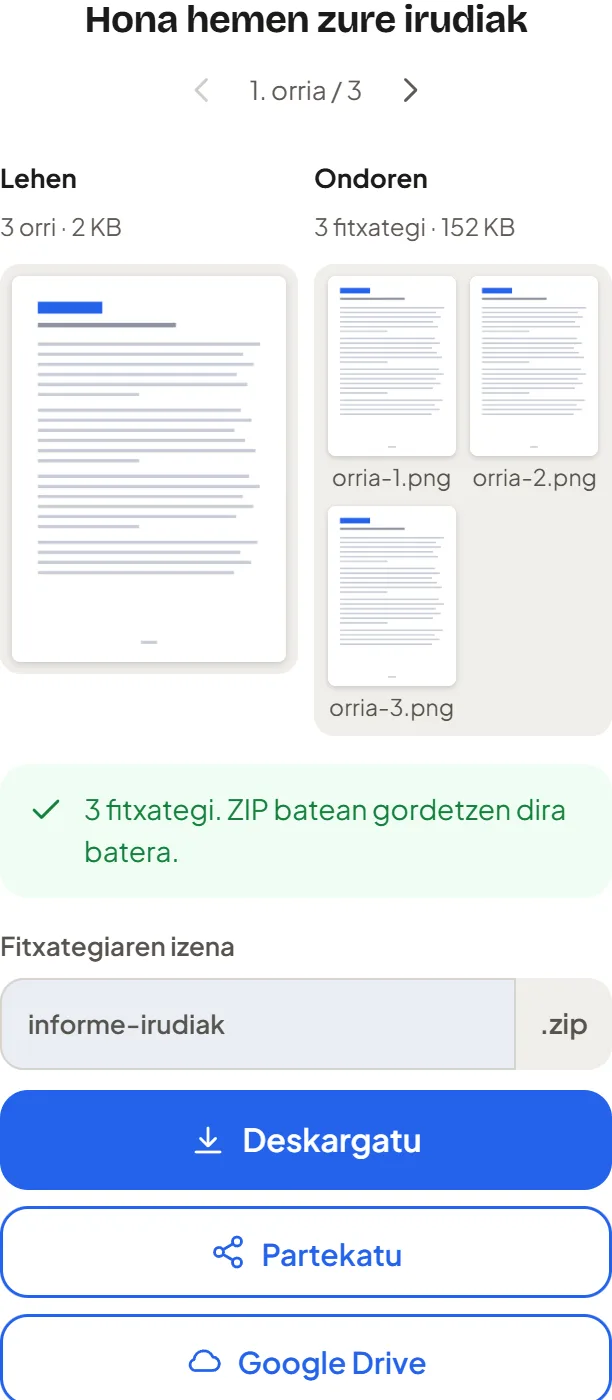 Hona hemen zure irudiak
1. orria / 3
Lehen
3 orri · 2 KB
Ondoren
3 fitxategi · 152 KB
orria-1.png
orria-2.png
orria-3.png
3 fitxategi. ZIP batean gordetzen dira
batera.
Fitxategiaren izena
informe-irudiak
.zip
Deskargatu
Partekatu
Google Drive